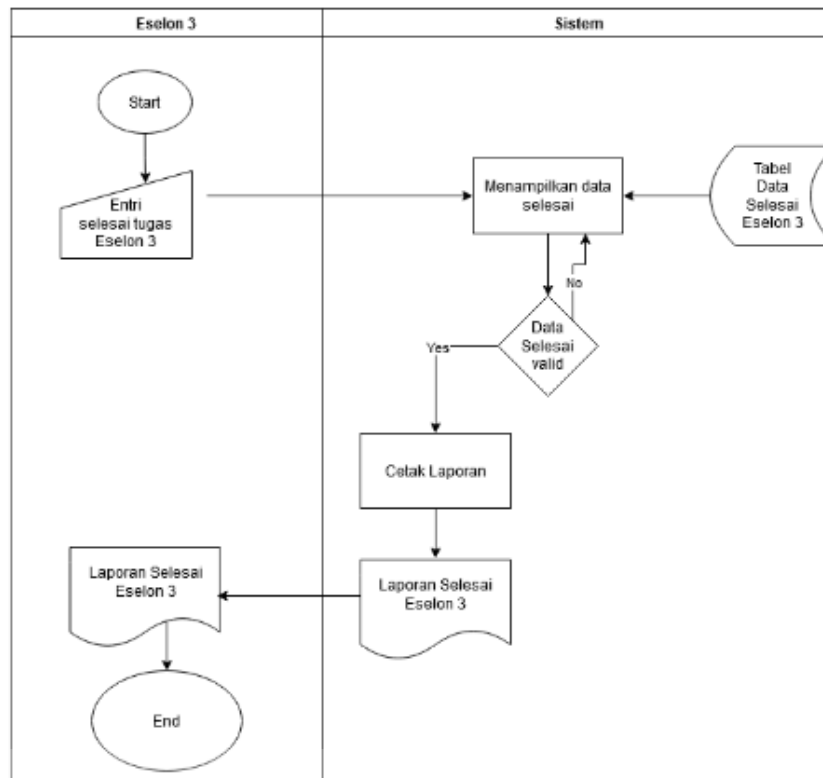 Eselon 3
Sistem
Start
Entri
selesai tugas
Eselon 3
Menampilkan data
selesai
Tabel
Data
Selesai
Eselon 3
No
Data
Selesai
valid
Yes
Cetak Laporan
Laporan Selesai
Eselon 3
Laporan Selesai
Eselon 3
End